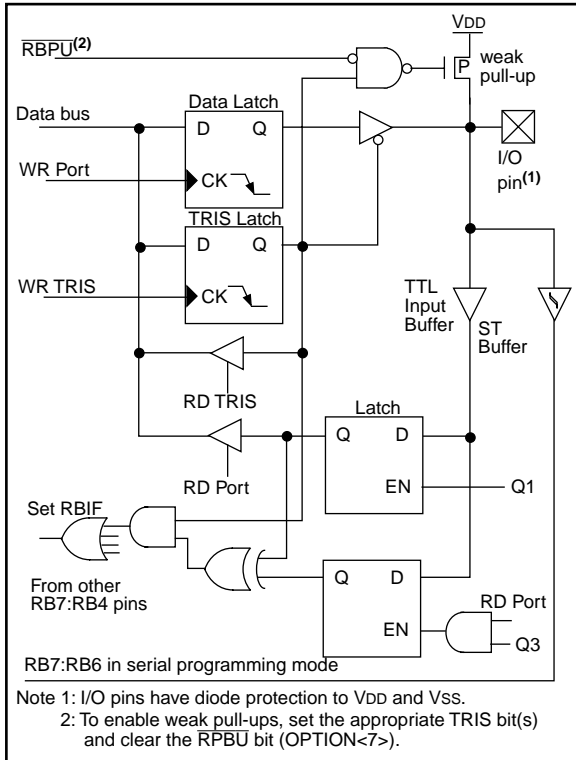 VDD
RBPU(2)
weak
pull-up
P
Data bus
Data Latch
D Q
WR Port
CK
I/O
pin(1)
TRIS Latch
D Q
WR TRIS
CK
TTL
Input
Buffer
ST
Buffer
RD TRIS
Latch
Q D
RD Port
EN
Q1
Set RBIF
From other
RB7:RB4 pins
Q D
RD Port
EN
Q3
RB7:RB6 in serial programming mode
Note 1: I/O pins have diode protection to VDD and VSS.
2: To enable weak pull-ups, set the appropriate TRIS bit(s)
and clear the RPBU bit (OPTION<7>).